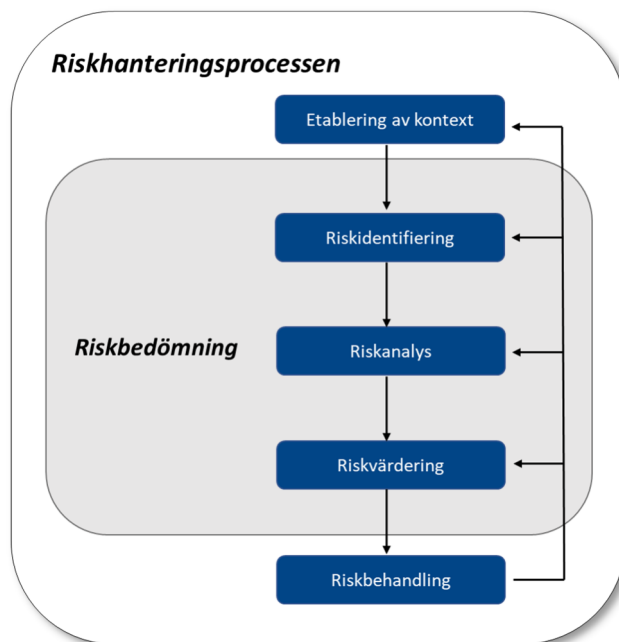 Riskhanteringsprocessen
Etablering av kontext
Riskidentifiering
Riskbedömning
Riskanalys
Riskvärdering
Riskbehandling